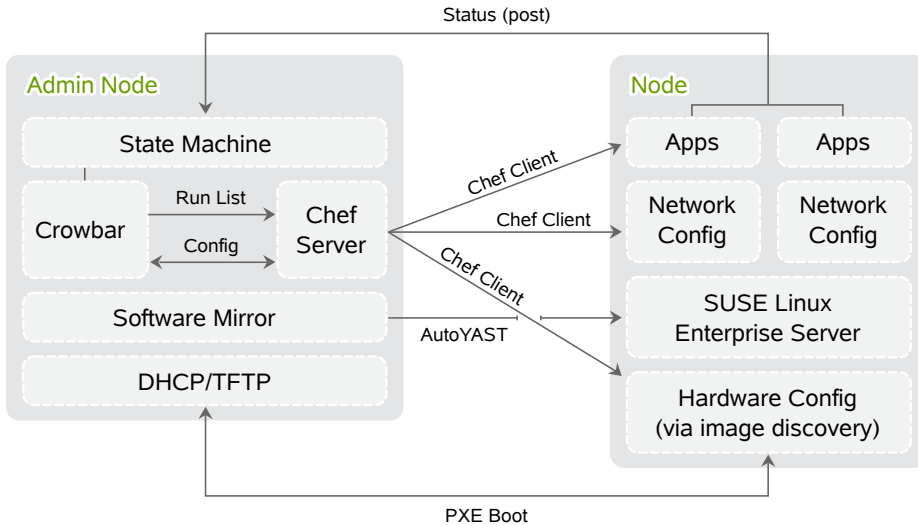 Status (post)
Admin Node
Node
State Machine
Apps
Apps
Chef Client
Crowbar
Run List
Config
Chef
Server
Chef Client
Network
Config
Network
Config
Chef Client
Software Mirror
AutoYAST
SUSE Linux
Enterprise Server
DHCP/TFTP
Hardware Config
(via image discovery)
PXE Boot